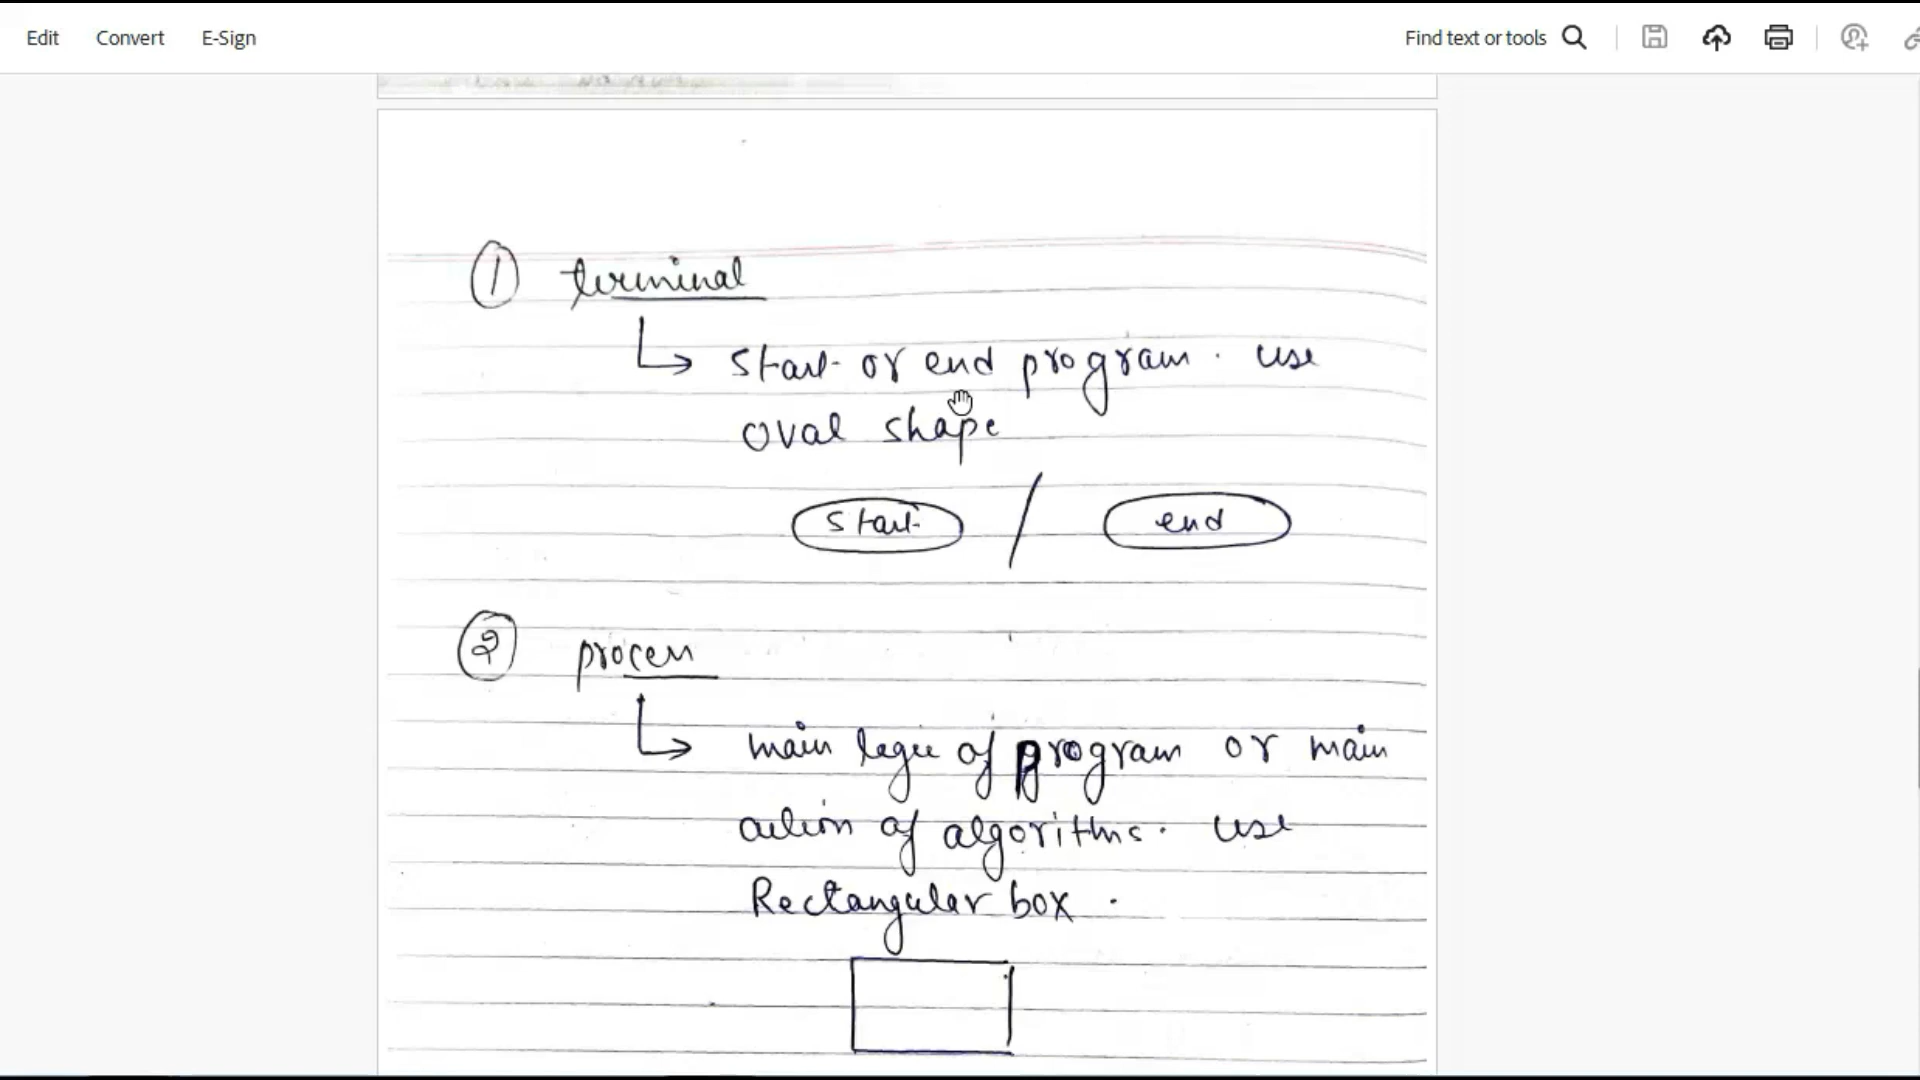 Edit Convert E-Sign Find text or tools
1 terminal
start or end program. use
oval shape
start / end
2 process
main logic of program or main
action of algorithms. use
Rectangular box.